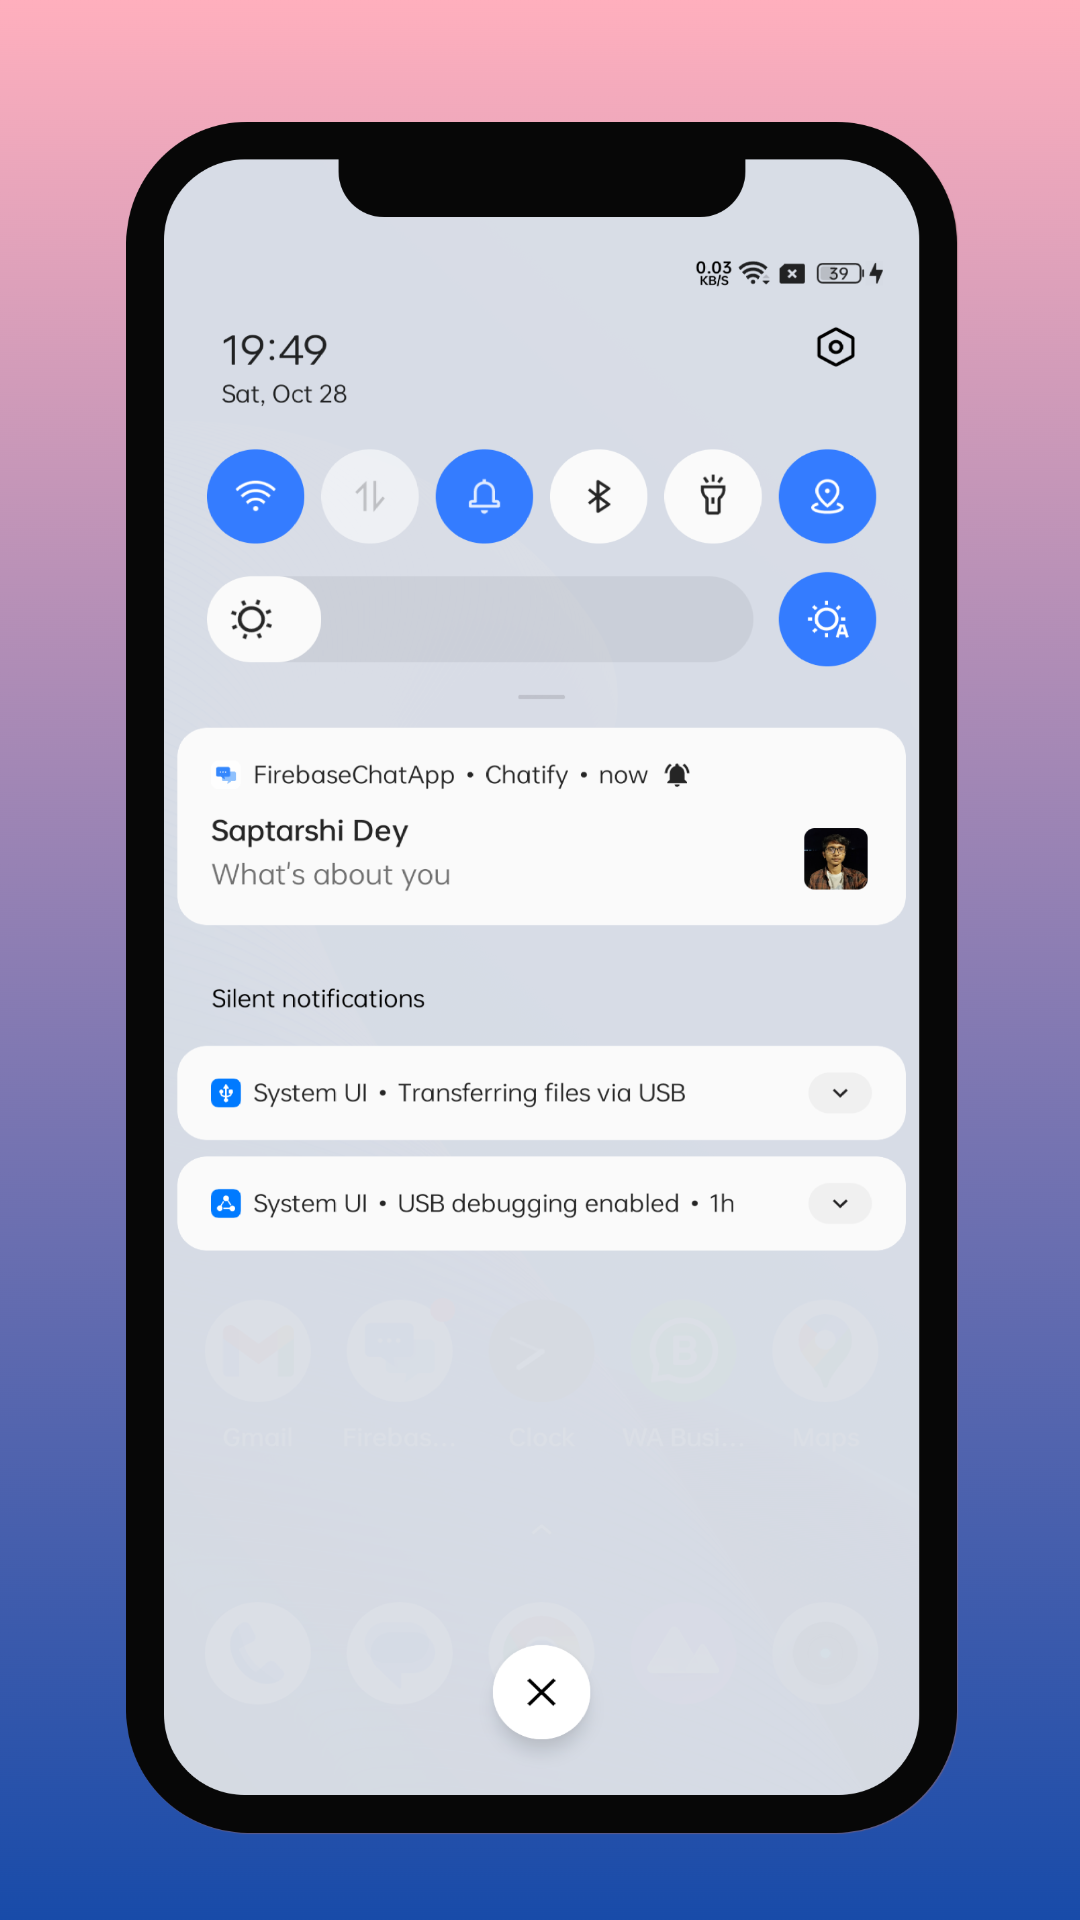 0.03
KB/S
39
19:49
Sat, Oct 28
A
FirebaseChatApp • Chatify • now
Saptarshi Dey
What's about you
Silent notifications
System UI • Transferring files via USB
System UI • USB debugging enabled • 1h
B
Gmail Firebas... Clock WA Busi... Maps